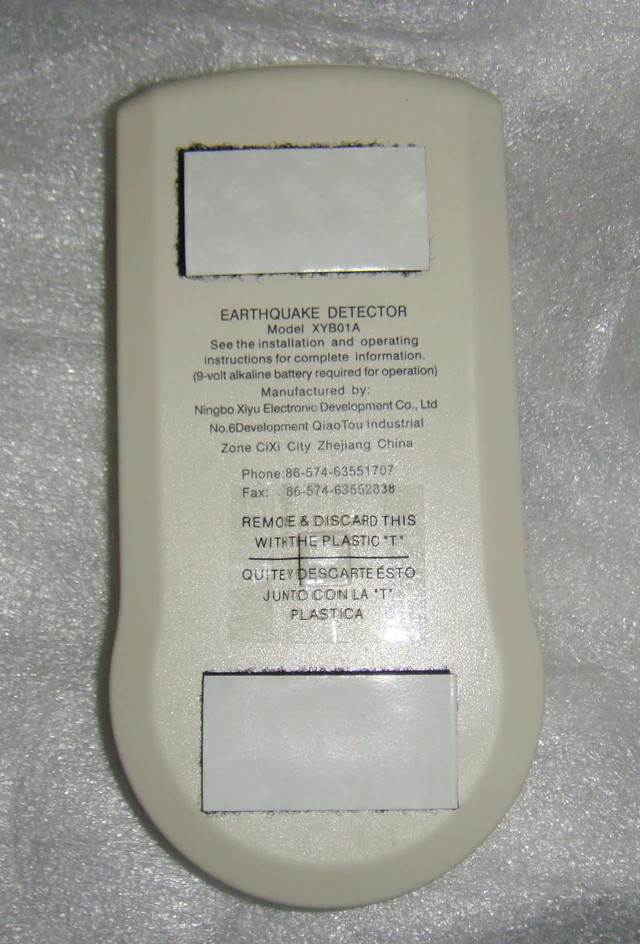 EARTHQUAKE DETECTOR
Model XYB01A
See the installation and operating
instructions for complete information.
(9-volt alkaline battery required for operation)
Manufactured by:
Ningbo Xiyu Electronic Development Co., Ltd
No.6Development QiaoTou Industrial
Zone CiXi City Zhejiang China
Phone:86-574-63551707
Fax: 86-574-63552838
REMOVE & DISCARD THIS
WITH THE PLASTIC "T"
QUITE Y DESCARTE ÉSTO
JUNTO CON LA "T"
PLASTICA